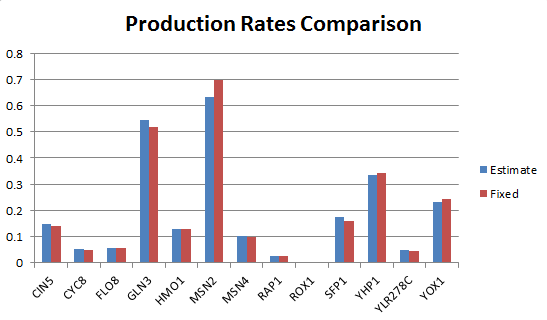 Production Rates Comparison
0.8
0.7
0.6
0.5
0.4
0.3
0.2
0.1
0
CIN5
CYC8
FLO8
GLN3
HMO1
MSN2
MSN4
RAP1
ROX1
SFP1
YHP1
YLR278C
YOX1
Estimate
Fixed